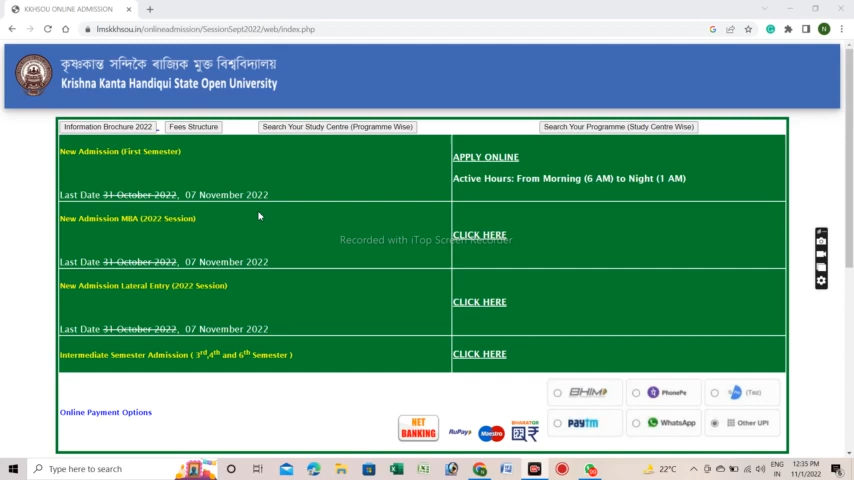 KKHSOU ONLINE ADMISSION
lmskkhsou.in/onlineadmission/SessionSept2022/web/index.php
N
কৃষ্ণকান্ত সন্দিকৈ ৰাজ্যিক মুক্ত বিশ্ববিদ্যালয়
Krishna Kanta Handiqui State Open University
Information Brochure 2022 Fees Structure Search Your Study Centre (Programme Wise) Search Your Programme (Study Centre Wise)
New Admission (First Semester)
APPLY ONLINE
Active Hours: From Morning (6 AM) to Night (1 AM)
Last Date 31 October 2022, 07 November 2022
New Admission MBA (2022 Session)
CLICK HERE
Recorded with iTop Screen Recorder
Last Date 31 October 2022, 07 November 2022
New Admission Lateral Entry (2022 Session)
CLICK HERE
Last Date 31 October 2022, 07 November 2022
Intermediate Semester Admission ( 3rd,4th and 6th Semester )
CLICK HERE
Online Payment Options
NET BANKING
RuPay
Maestro
BHARAT QR
BHIM PhonePe (Tez)
paytm WhatsApp Other UPI
Type here to search
22°C
ENG IN
12:35 PM
11/1/2022